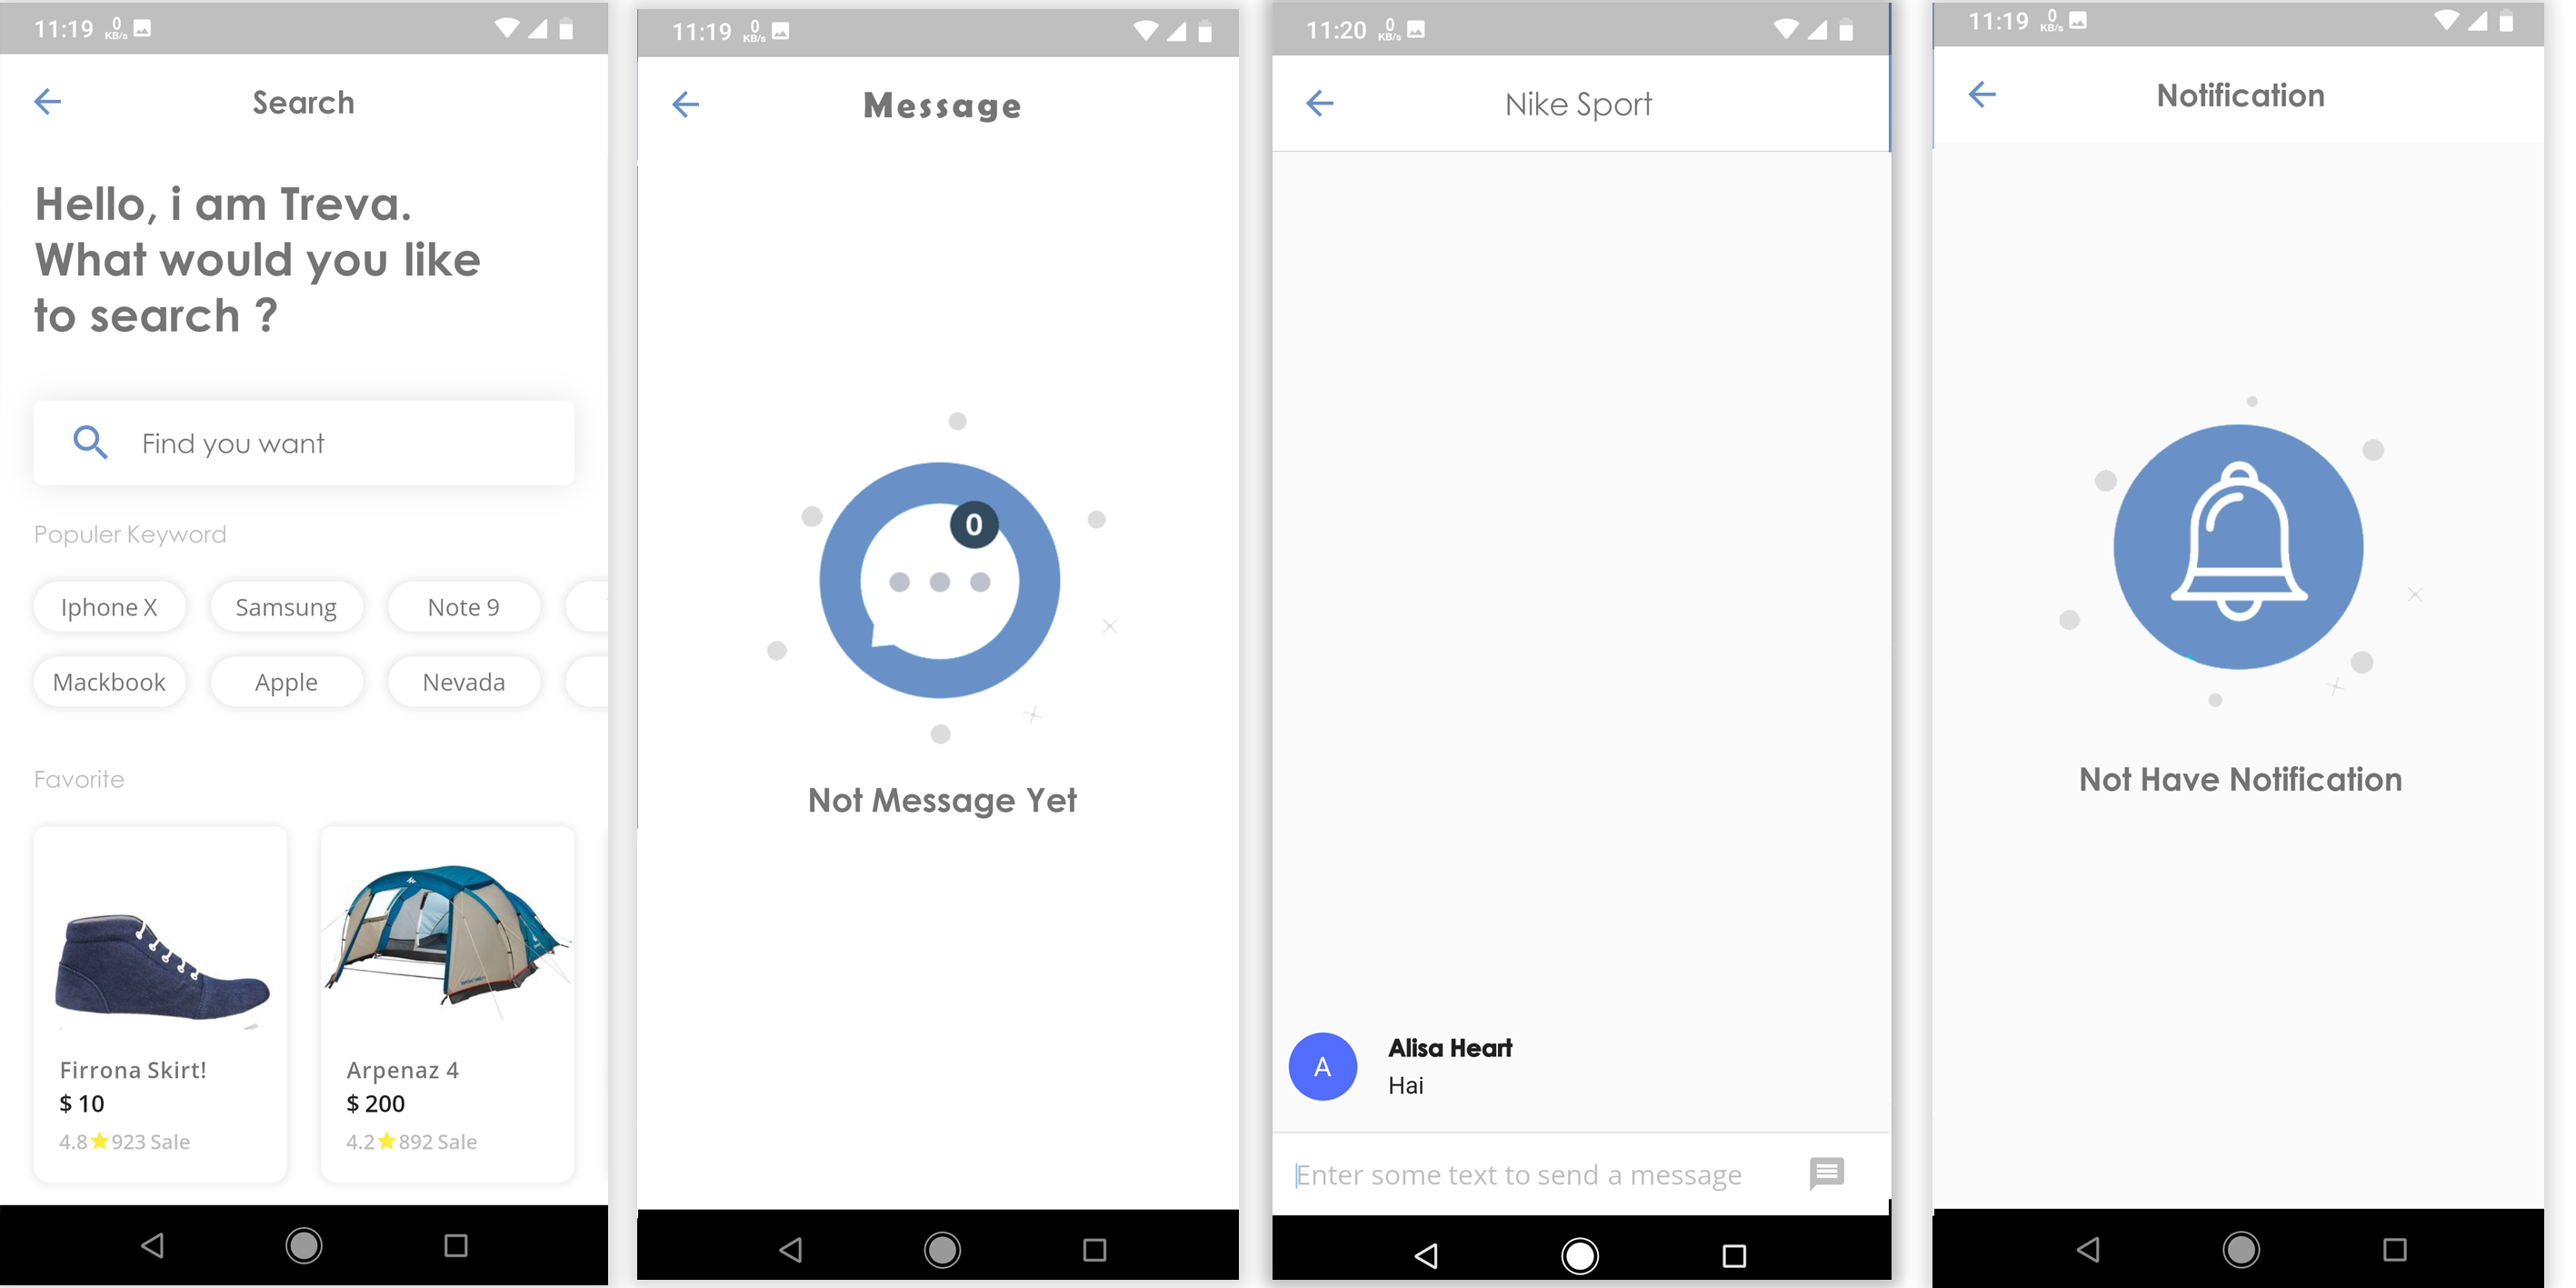 11:19 0 KB/s
Search
Hello, i am Treva.
What would you like
to search ?
Find you want
Populer Keyword
Iphone X Samsung Note 9
Mackbook Apple Nevada
Favorite
Firrona Skirt!
$ 10
4.8 923 Sale
Arpenaz 4
$ 200
4.2 892 Sale
11:19 0 KB/s
Message
0
Not Message Yet
11:20 0 KB/s
Nike Sport
A
Alisa Heart
Hai
Enter some text to send a message
11:19 0 KB/s
Notification
Not Have Notification